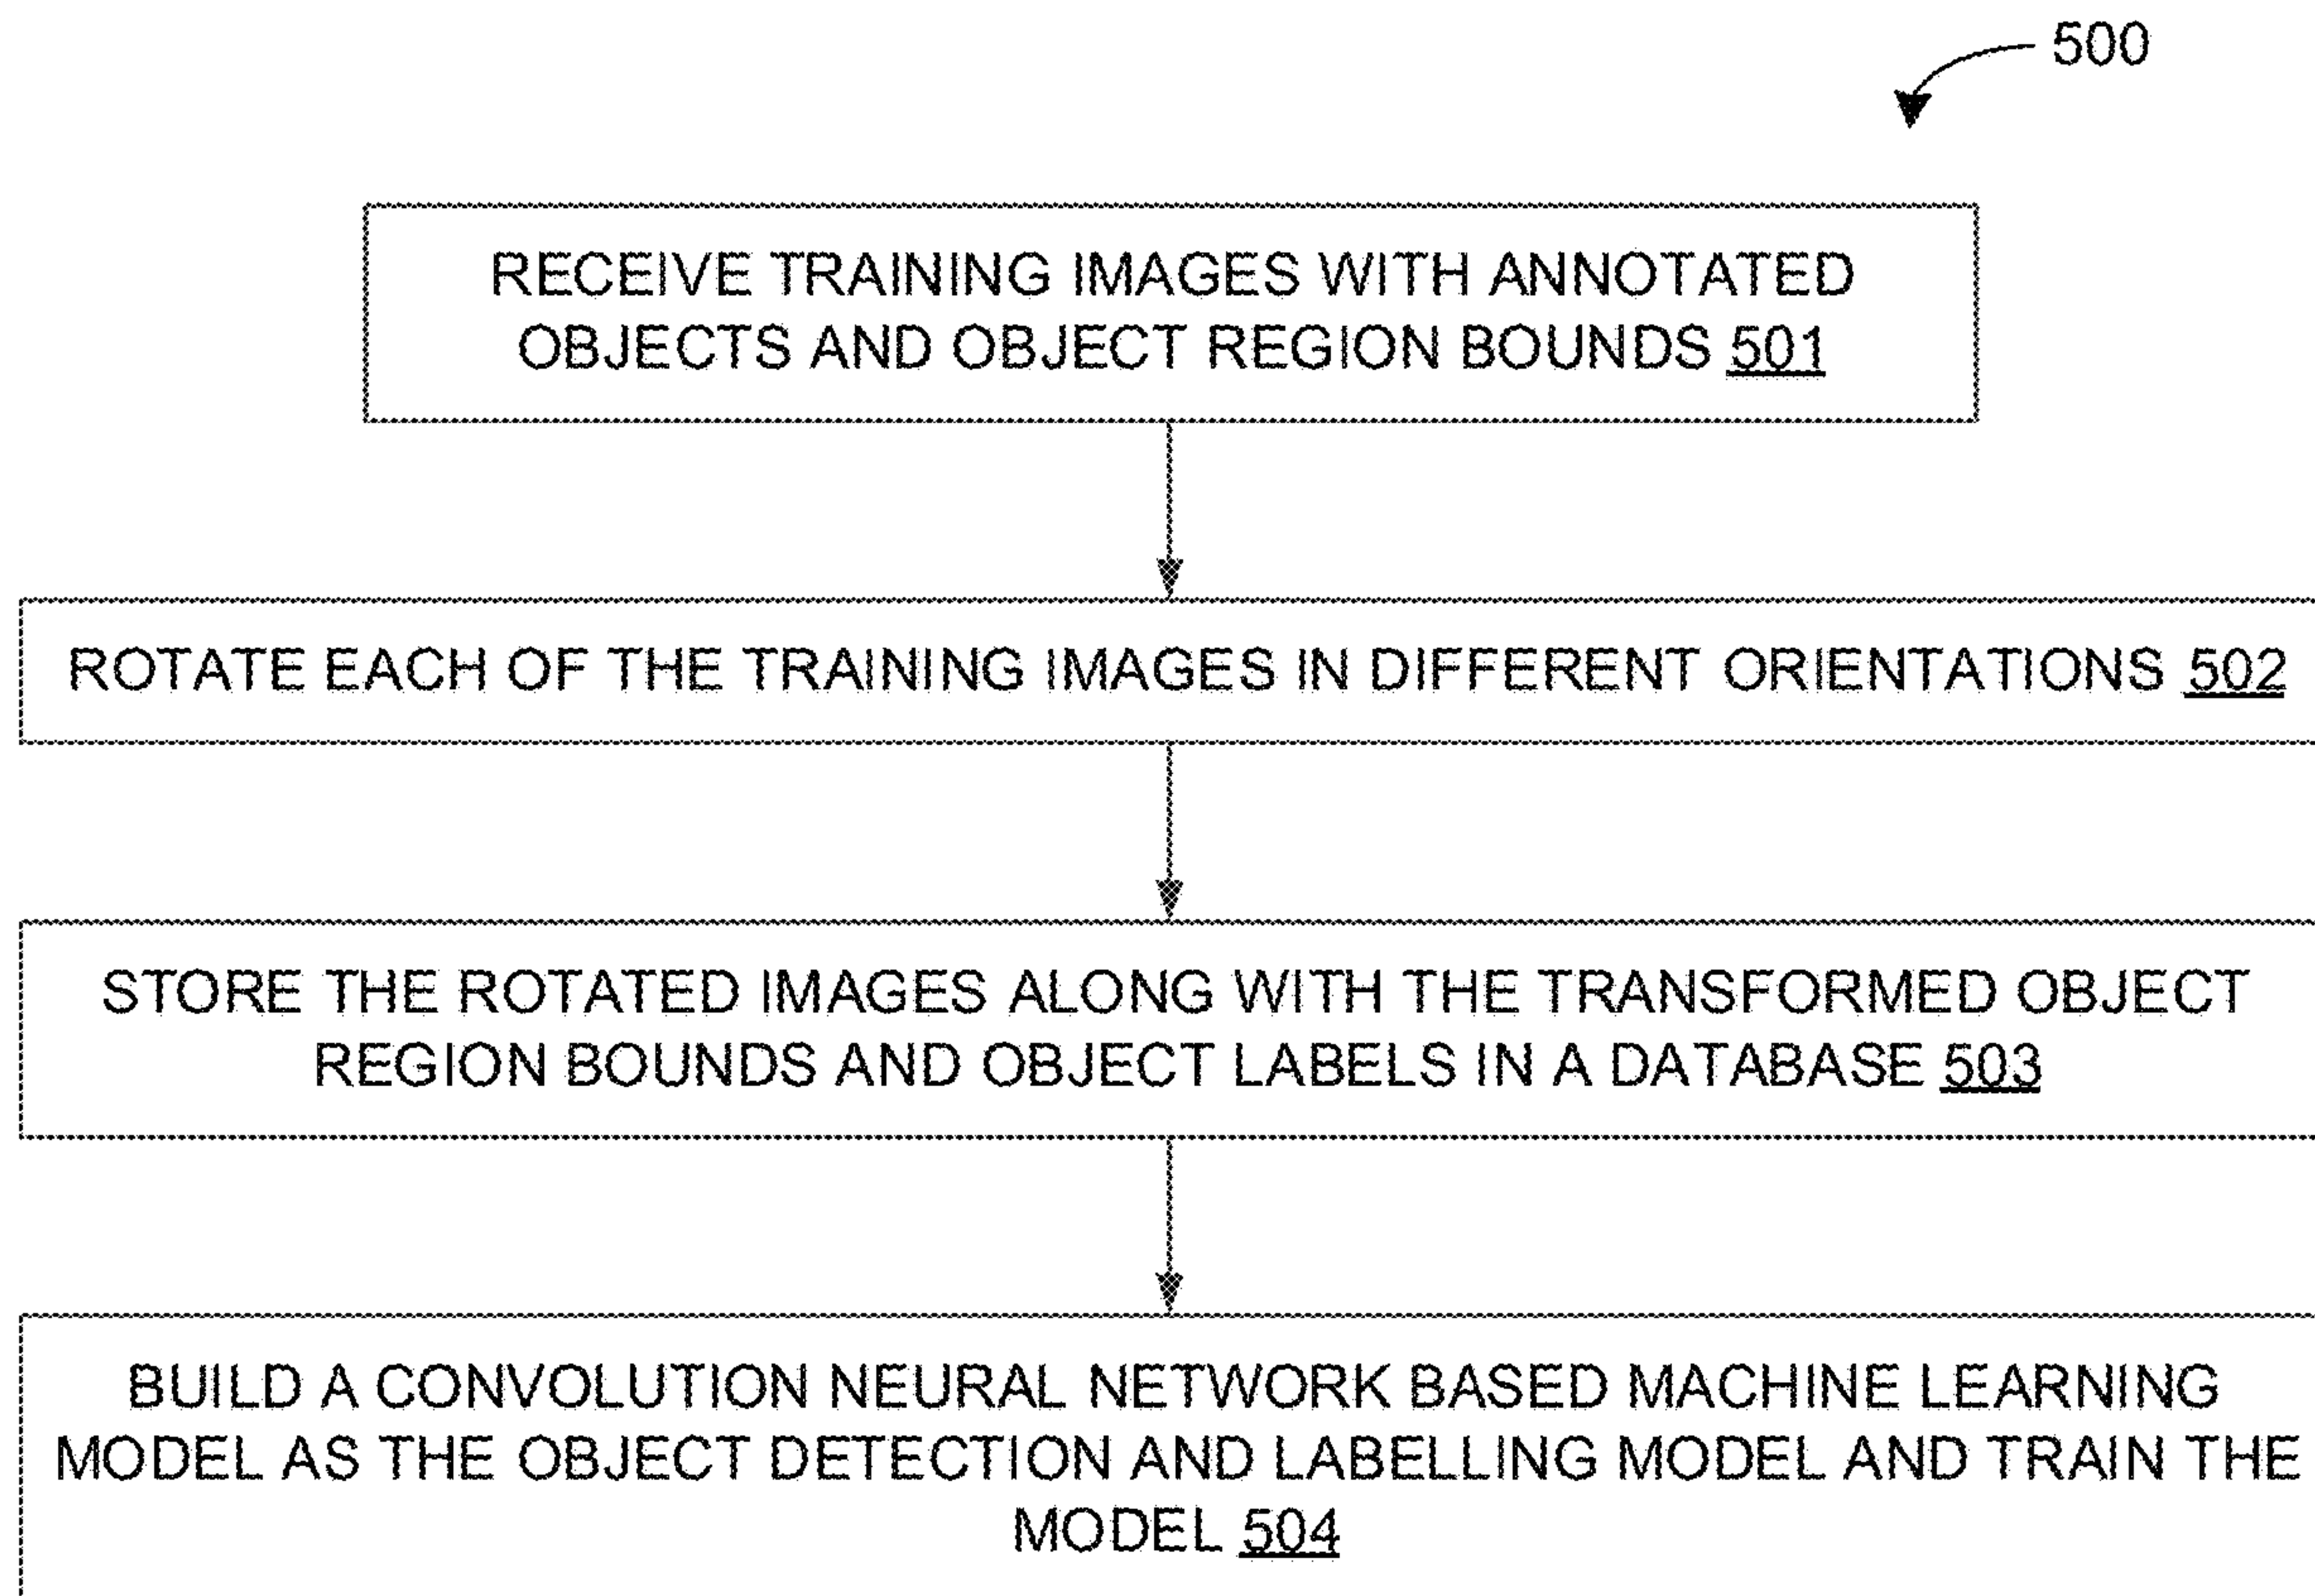 500
RECEIVE TRAINING IMAGES WITH ANNOTATED
OBJECTS AND OBJECT REGION BOUNDS 501
ROTATE EACH OF THE TRAINING IMAGES IN DIFFERENT ORIENTATIONS 502
STORE THE ROTATED IMAGES ALONG WITH THE TRANSFORMED OBJECT
REGION BOUNDS AND OBJECT LABELS IN A DATABASE 503
BUILD A CONVOLUTION NEURAL NETWORK BASED MACHINE LEARNING
MODEL AS THE OBJECT DETECTION AND LABELLING MODEL AND TRAIN THE
MODEL 504